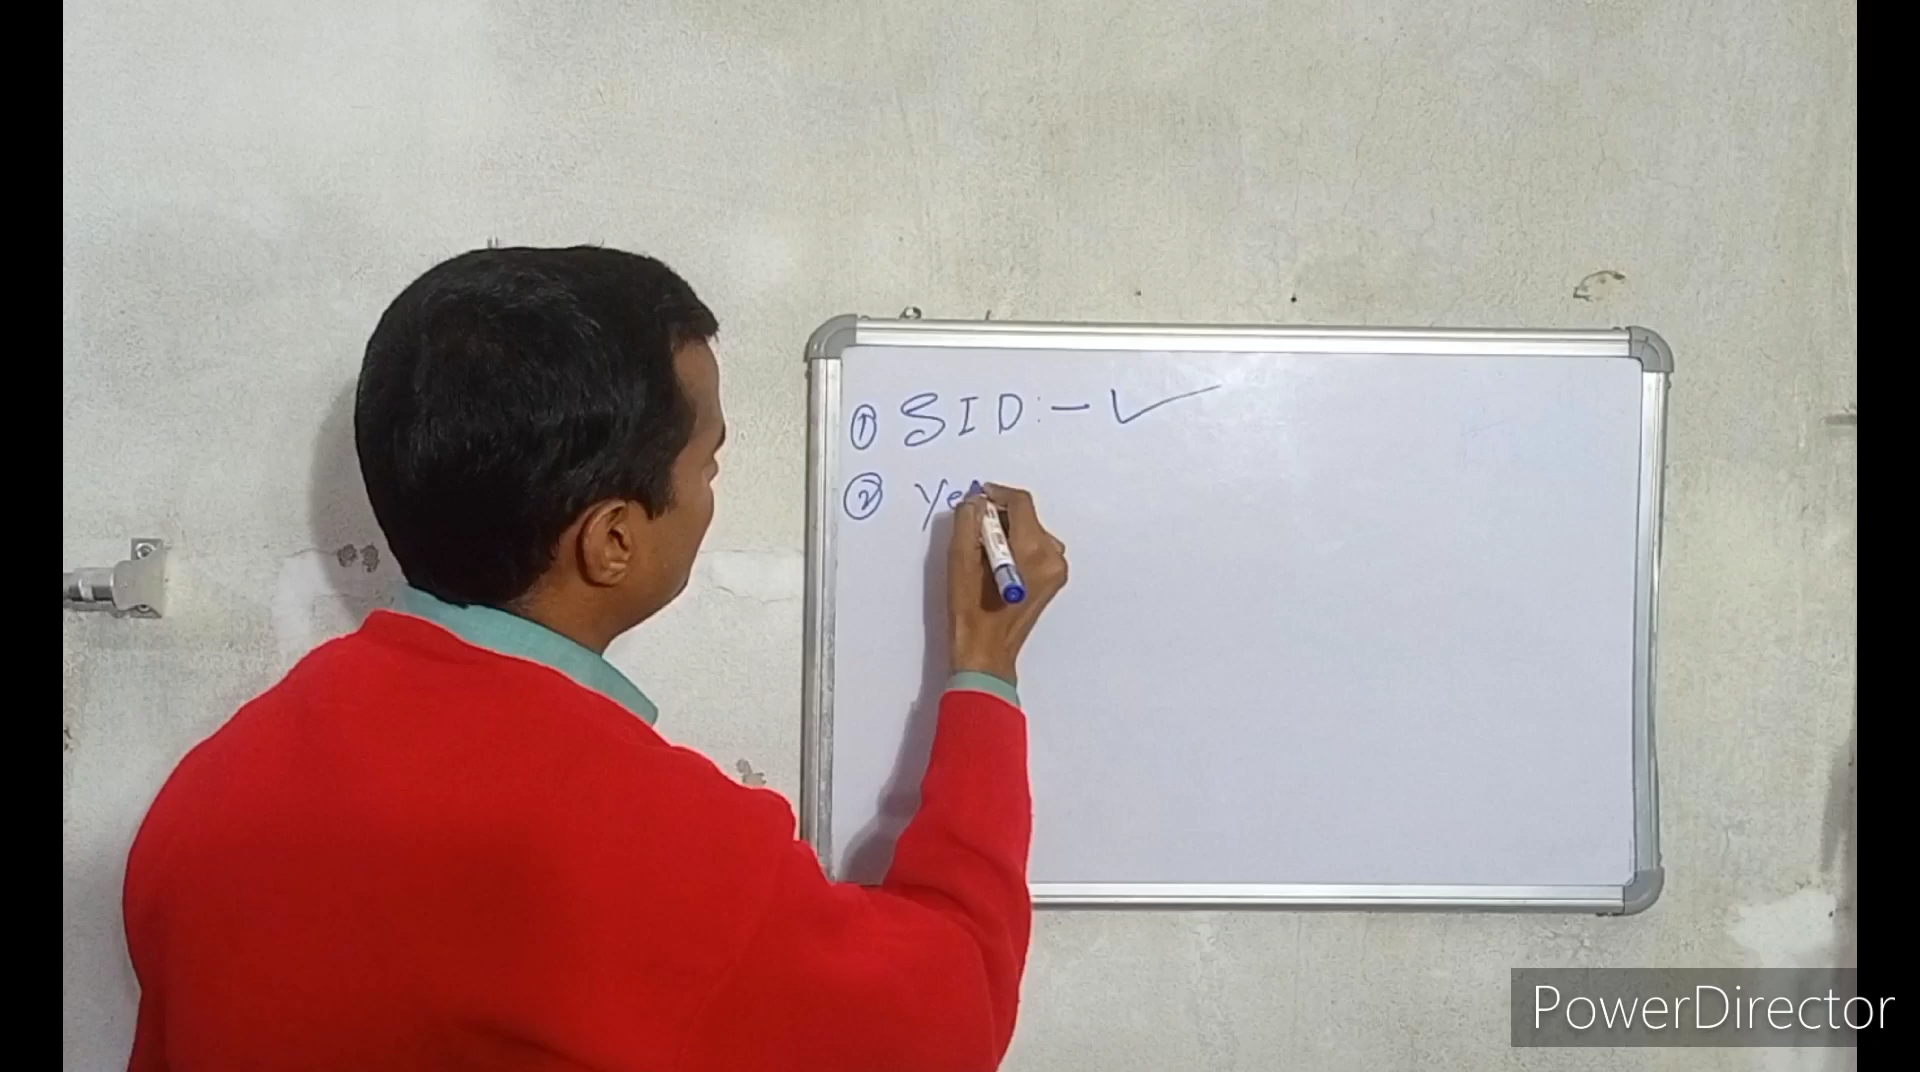 ① SID:- ✓
② Ye
PowerDirector